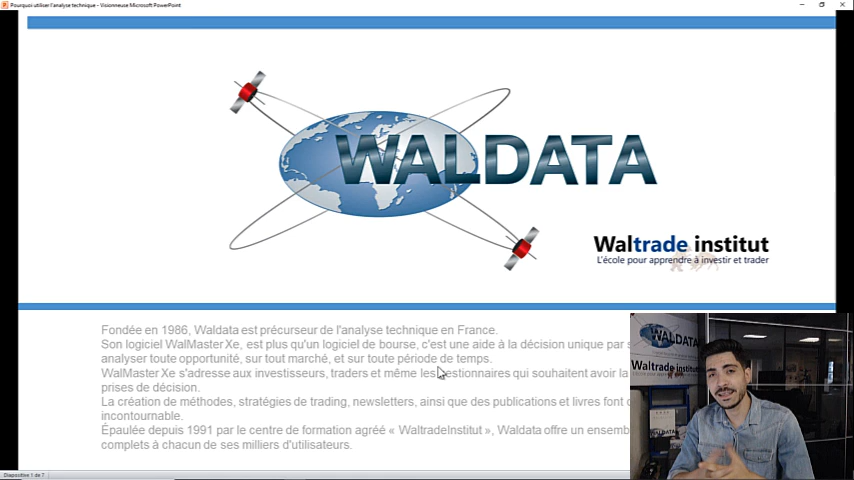 Pourquoi utiliser l'analyse technique - Visionneuse Microsoft PowerPoint
WALDATA
Waltrade institut
L'école pour apprendre à investir et trader
Fondée en 1986, Waldata est précurseur de l'analyse technique en France.
Son logiciel WalMaster Xe, est plus qu'un logiciel de bourse, c'est une aide à la décision unique par
analyser toute opportunité, sur tout marché, et sur toute période de temps.
WalMaster Xe s'adresse aux investisseurs, traders et même les gestionnaires qui souhaitent avoir la
prises de décision.
La création de méthodes, stratégies de trading, newsletters, ainsi que des publications et livres font
incontournable.
Épaulée depuis 1991 par le centre de formation agréé « WaltradeInstitut », Waldata offre un
complets à chacun de ses milliers d'utilisateurs.
WALDATA
Waltrade institut
Diapositive 1 de 7